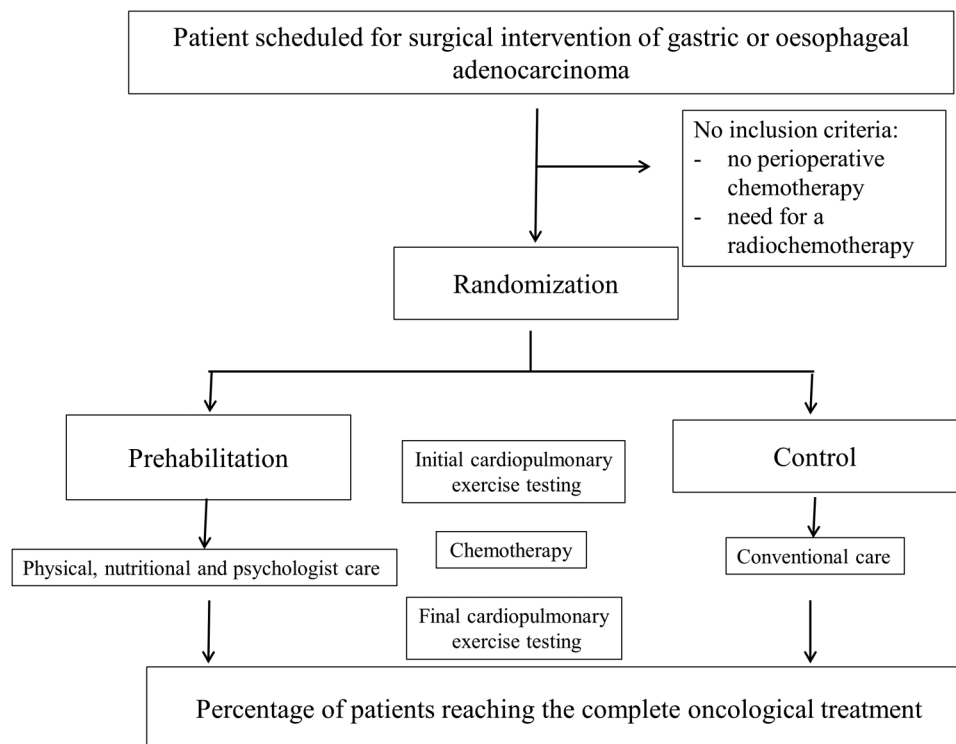 Patient scheduled for surgical intervention of gastric or oesophageal
adenocarcinoma
No inclusion criteria:
- no perioperative
chemotherapy
- need for a
radiochemotherapy
Randomization
Prehabilitation
Initial cardiopulmonary
exercise testing
Control
Physical, nutritional and psychologist care
Chemotherapy
Conventional care
Final cardiopulmonary
exercise testing
Percentage of patients reaching the complete oncological treatment